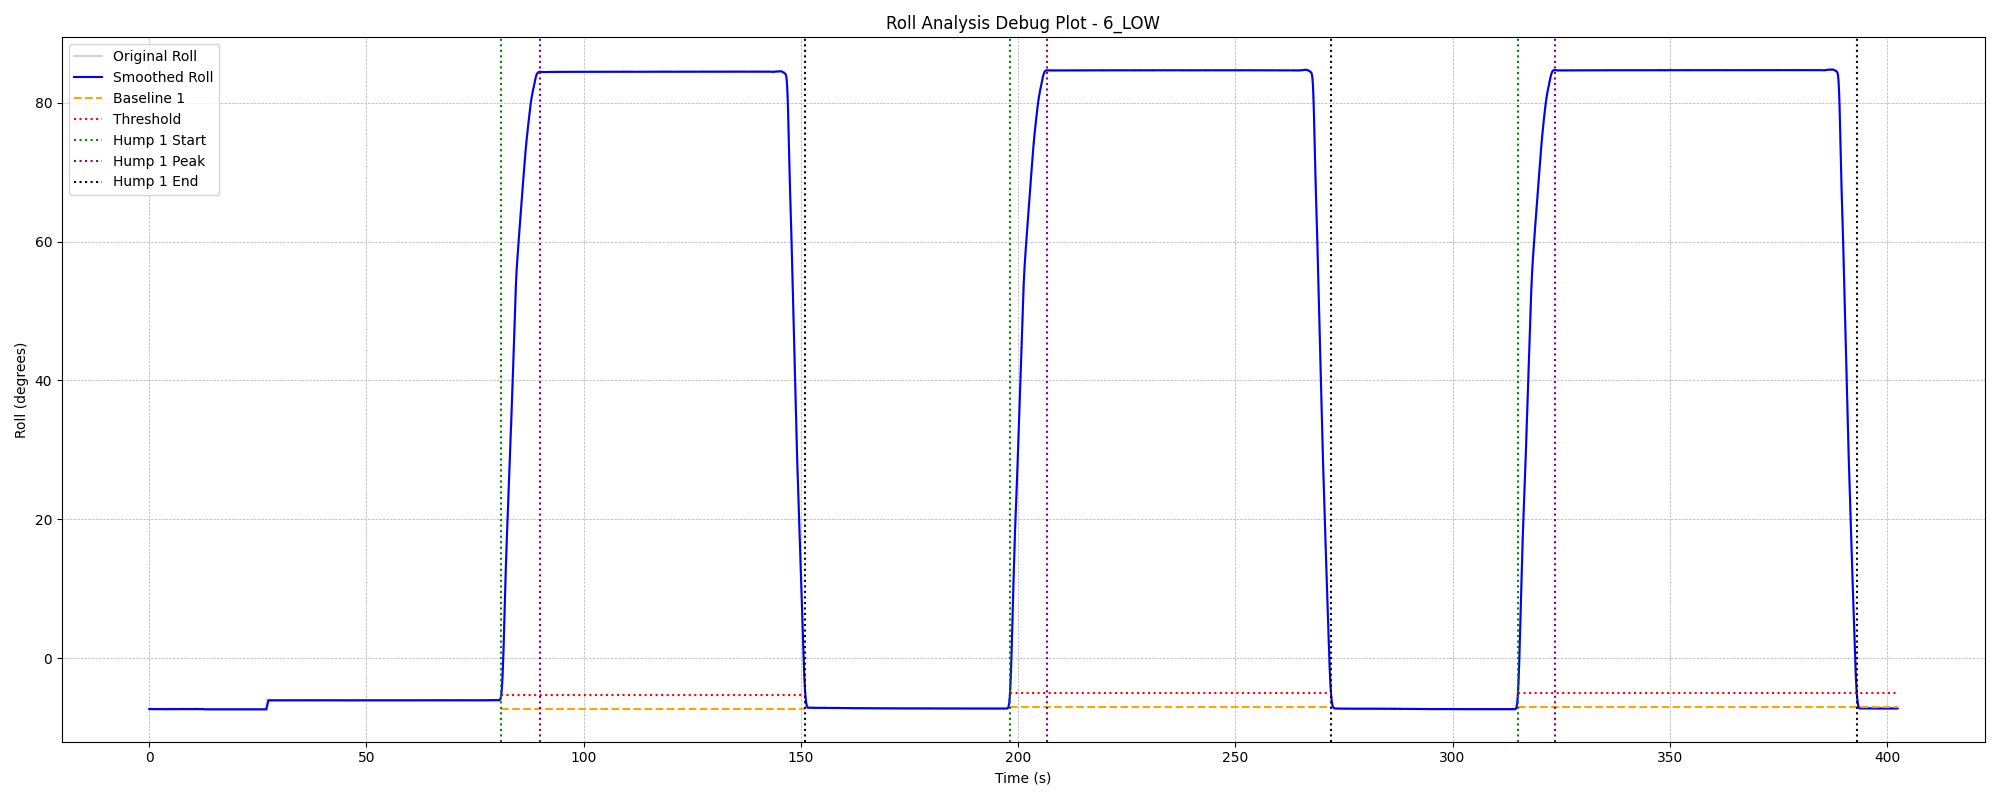 Roll Analysis Debug Plot - 6_LOW
Original Roll
Smoothed Roll
Baseline 1
Threshold
Hump 1 Start
Hump 1 Peak
Hump 1 End
Roll (degrees)
80
60
40
20
0
0 50 100 150 200 250 300 350 400
Time (s)